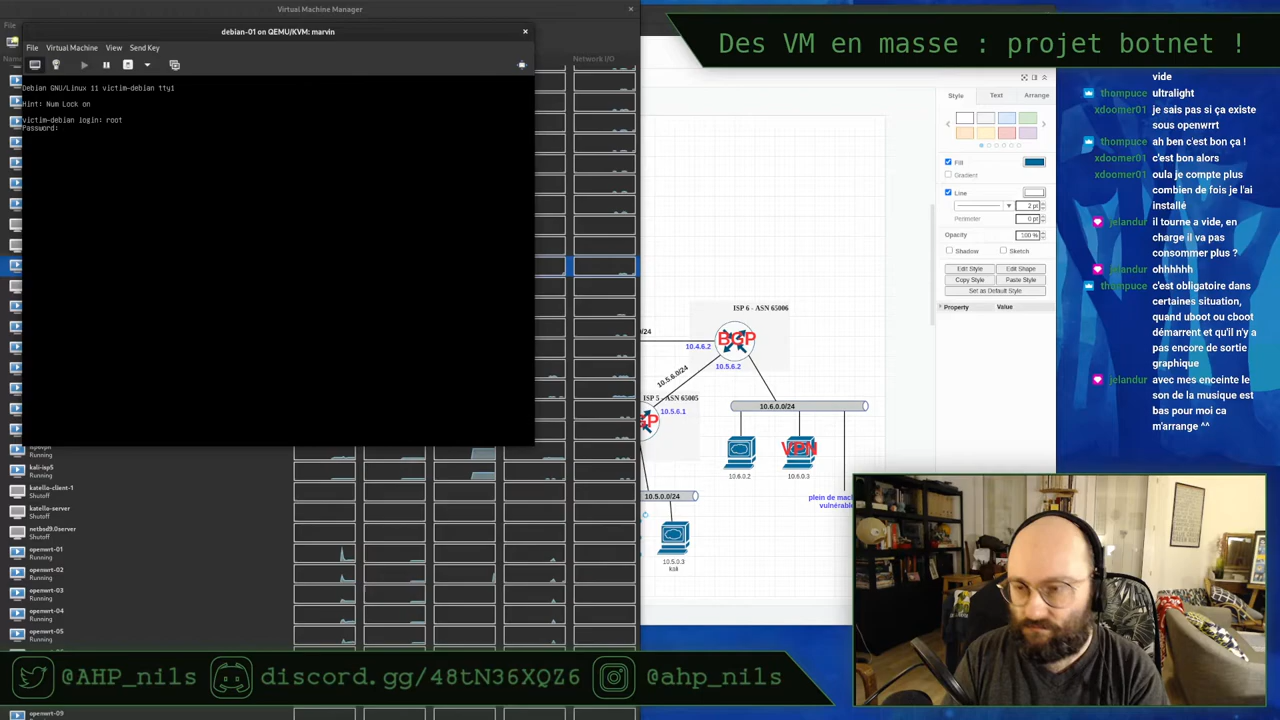 Virtual Machine Manager
×
File
debian-01 on QEMU/KVM: marvin
×
File Virtual Machine View Send Key
Network I/O
Debian GNU/Linux 11 victim-debian tty1
Hint: Num Lock on
victim-debian login: root
Password:
Running
kali-isp5
Running
katello-client-1
Shutoff
katello-server
Shutoff
netbsd9.0server
Shutoff
openwrt-01
Running
openwrt-02
Running
openwrt-03
Running
openwrt-04
Running
openwrt-05
Running
openwrt-09
Running
ISP 6 - ASN 65006
BGP
10.4.6.2
10.5.6.2
10.5.6.0/24
ISP 5 - ASN 65005
10.5.6.1
10.6.0.0/24
VPN
10.6.0.2
10.6.0.3
10.5.0.0/24
10.5.0.3
kali
Style Text Arrange
Fill
Gradient
Line
2 pt
Perimeter
0 pt
Opacity
100 %
Shadow Sketch
Edit Style Edit Shape
Copy Style Paste Style
Set as Default Style
Property Value
Des VM en masse : projet botnet !
vide
thompuce ultralight
xdoomer01 je sais pas si ça existe
sous openwrrt
thompuce ah ben c'est bon ça !
xdoomer01 c'est bon alors
xdoomer01 oula je compte plus
combien de fois je l'ai
installé
jelandur il tourne a vide, en
charge il va pas
consommer plus ?
jelandur ohhhhhh
thompuce c'est obligatoire dans
certaines situation,
quand uboot ou cboot
démarrent et qu'il n'y a
pas encore de sortie
graphique
jelandur avec mes enceinte le
son de la musique est
bas pour moi ca
m'arrange ^^
@AHP_nils
discord.gg/48tN36XQZ6
@ahp_nils